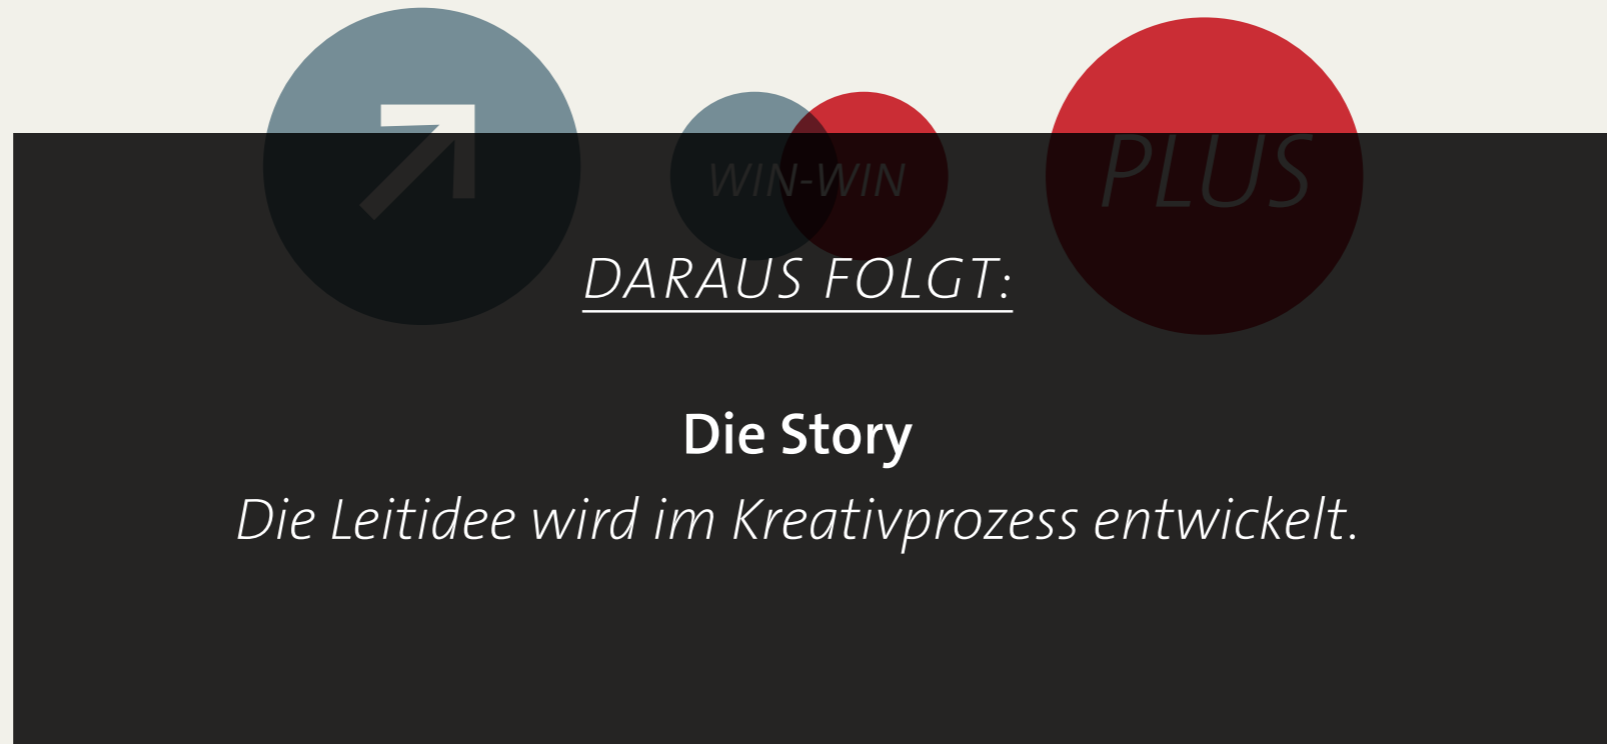 WIN-WIN
PLUS
DARAUS FOLGT:
Die Story
Die Leitidee wird im Kreativprozess entwickelt.